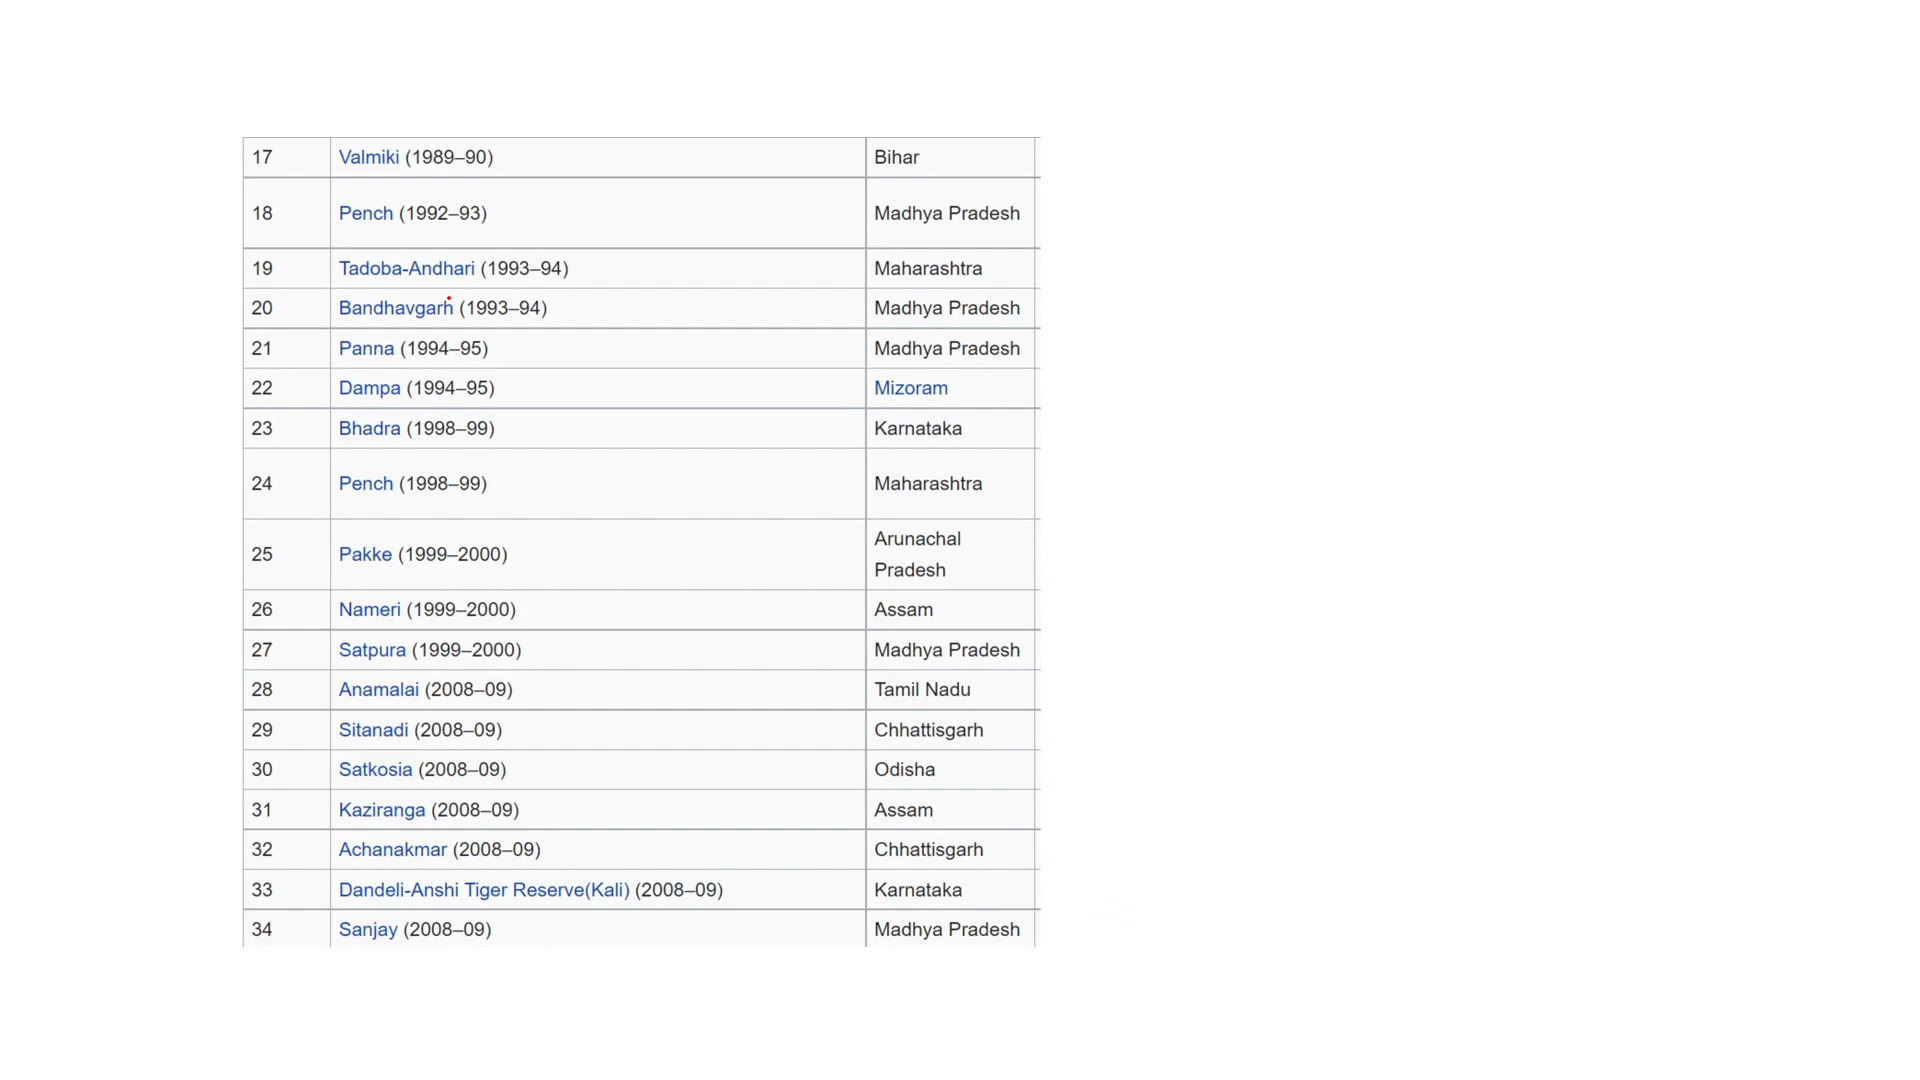 17 Valmiki (1989–90) Bihar
18 Pench (1992–93) Madhya Pradesh
19 Tadoba-Andhari (1993–94) Maharashtra
20 Bandhavgarh (1993–94) Madhya Pradesh
21 Panna (1994–95) Madhya Pradesh
22 Dampa (1994–95) Mizoram
23 Bhadra (1998–99) Karnataka
24 Pench (1998–99) Maharashtra
25 Pakke (1999–2000) Arunachal
Pradesh
26 Nameri (1999–2000) Assam
27 Satpura (1999–2000) Madhya Pradesh
28 Anamalai (2008–09) Tamil Nadu
29 Sitanadi (2008–09) Chhattisgarh
30 Satkosia (2008–09) Odisha
31 Kaziranga (2008–09) Assam
32 Achanakmar (2008–09) Chhattisgarh
33 Dandeli-Anshi Tiger Reserve(Kali) (2008–09) Karnataka
34 Sanjay (2008–09) Madhya Pradesh